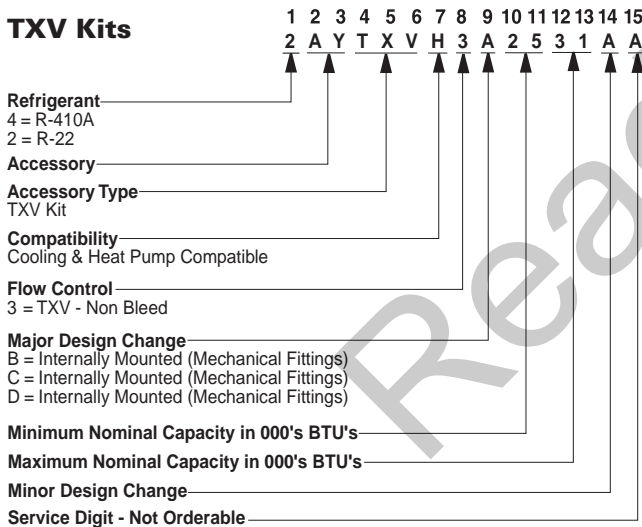 TXV Kits
1 2 3 4 5 6 7 8 9 10 11 12 13 14 15
2 A Y T X V H 3 A 2 5 3 1 A A
Refrigerant
4 = R-410A
2 = R-22
Accessory
Accessory Type
TXV Kit
Compatibility
Cooling & Heat Pump Compatible
Flow Control
3 = TXV - Non Bleed
Major Design Change
B = Internally Mounted (Mechanical Fittings)
C = Internally Mounted (Mechanical Fittings)
D = Internally Mounted (Mechanical Fittings)
Minimum Nominal Capacity in 000's BTU's
Maximum Nominal Capacity in 000's BTU's
Minor Design Change
Service Digit - Not Orderable